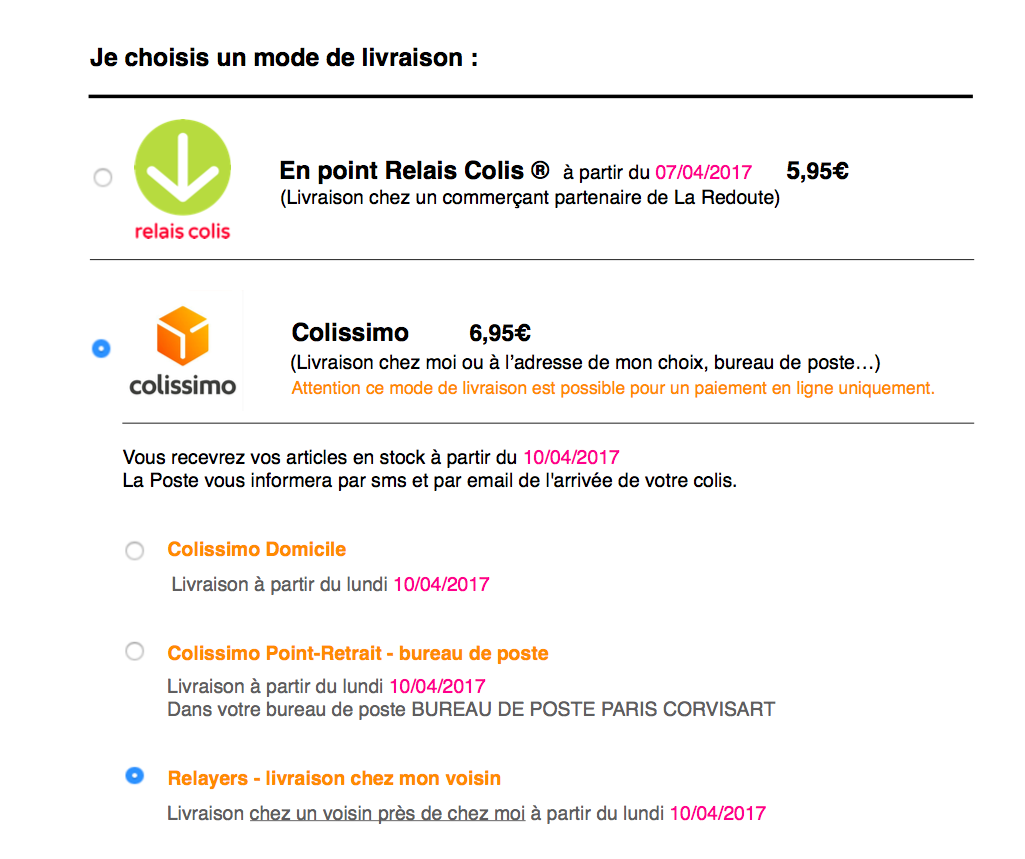 Je choisis un mode de livraison :
En point Relais Colis ® à partir du 07/04/2017 5,95€
(Livraison chez un commerçant partenaire de La Redoute)
relais colis
Colissimo 6,95€
(Livraison chez moi ou à l’adresse de mon choix, bureau de poste…)
colissimo
Attention ce mode de livraison est possible pour un paiement en ligne uniquement.
Vous recevrez vos articles en stock à partir du 10/04/2017
La Poste vous informera par sms et par email de l'arrivée de votre colis.
Colissimo Domicile
Livraison à partir du lundi 10/04/2017
Colissimo Point-Retrait - bureau de poste
Livraison à partir du lundi 10/04/2017
Dans votre bureau de poste BUREAU DE POSTE PARIS CORVISART
Relayers - livraison chez mon voisin
Livraison chez un voisin près de chez moi à partir du lundi 10/04/2017